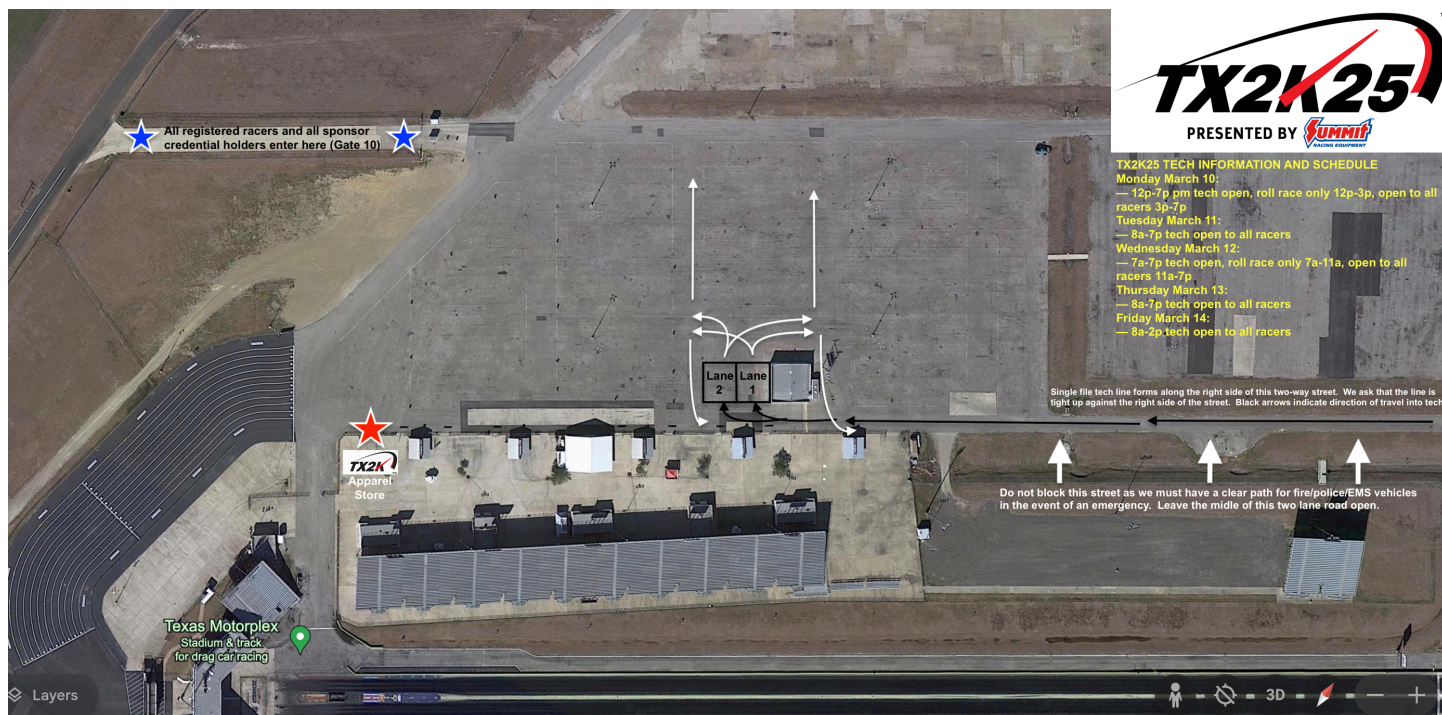 TX2K25
PRESENTED BY SUMMIT
RACING EQUIPMENT
All registered racers and all sponsor
credential holders enter here (Gate 10)
TX2K25 TECH INFORMATION AND SCHEDULE
Monday March 10:
— 12p-7p pm tech open, roll race only 12p-3p, open to all
racers 3p-7p
Tuesday March 11:
— 8a-7p tech open to all racers
Wednesday March 12:
— 7a-7p tech open, roll race only 7a-11a, open to all
racers 11a-7p
Thursday March 13:
— 8a-7p tech open to all racers
Friday March 14:
— 8a-2p tech open to all racers
Lane
2
Lane
1
Single file tech line forms along the right side of this two-way street. We ask that the line is
tight up against the right side of the street. Black arrows indicate direction of travel into tech
TX2K
Apparel
Store
Do not block this street as we must have a clear path for fire/police/EMS vehicles
in the event of an emergency. Leave the midle of this two lane road open.
Texas Motorplex
Stadium & track
for drag car racing
Layers
3D